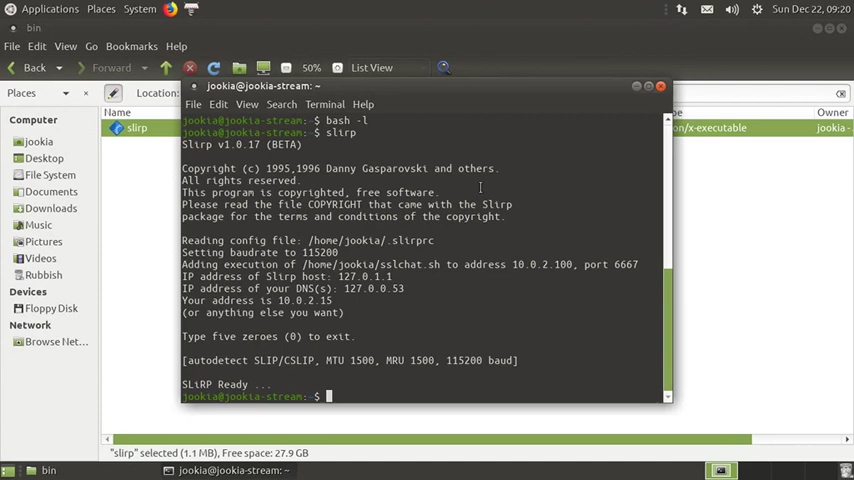 Applications Places System Sun Dec 22, 09:20
bin
File Edit View Go Bookmarks Help
Back Forward 50% List View
jookia@jookia-stream: ~
Places Location:
File Edit View Search Terminal Help
Name pe Owner
Computer
jookia
Desktop
File System
Documents
Downloads
Music
Pictures
Videos
Rubbish
Devices
Floppy Disk
Network
Browse Net...
slirp on/x-executable jookia -
jookia@jookia-stream:~$ bash -l
jookia@jookia-stream:~$ slirp
Slirp v1.0.17 (BETA)
Copyright (c) 1995,1996 Danny Gasparovski and others.
All rights reserved.
This program is copyrighted, free software.
Please read the file COPYRIGHT that came with the Slirp
package for the terms and conditions of the copyright.
Reading config file: /home/jookia/.slirprc
Setting baudrate to 115200
Adding execution of /home/jookia/sslchat.sh to address 10.0.2.100, port 6667
IP address of Slirp host: 127.0.1.1
IP address of your DNS(s): 127.0.0.53
Your address is 10.0.2.15
(or anything else you want)
Type five zeroes (0) to exit.
[autodetect SLIP/CSLIP, MTU 1500, MRU 1500, 115200 baud]
SLiRP Ready ...
jookia@jookia-stream:~$
"slirp" selected (1.1 MB), Free space: 27.9 GB
bin jookia@jookia-stream: ~